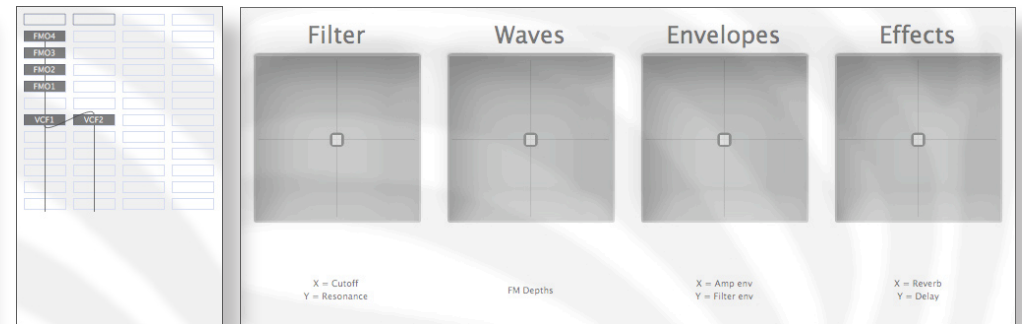 FMO4
FMO3
FMO2
FMO1
VCF1 VCF2
Filter Waves Envelopes Effects
X = Cutoff
Y = Resonance
FM Depths
X = Amp env
Y = Filter env
X = Reverb
Y = Delay